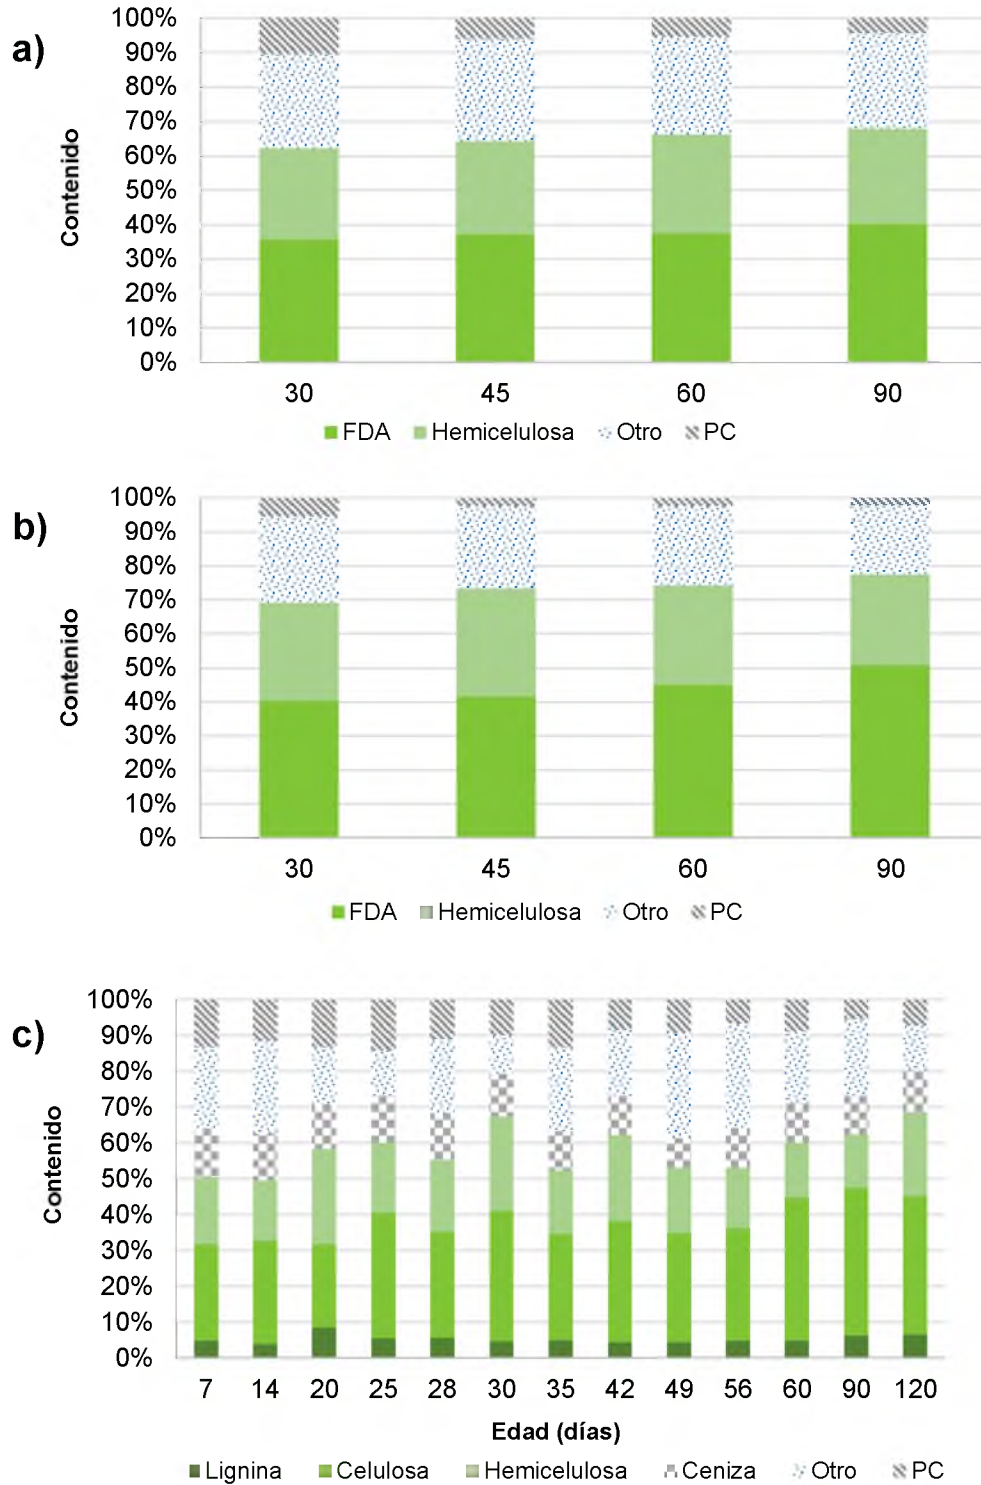 a)
Contenido
100%
90%
80%
70%
60%
50%
40%
30%
20%
10%
0%
30 45 60 90
FDA Hemicelulosa Otro PC
b)
Contenido
100%
90%
80%
70%
60%
50%
40%
30%
20%
10%
0%
30 45 60 90
FDA Hemicelulosa Otro PC
c)
Contenido
100%
90%
80%
70%
60%
50%
40%
30%
20%
10%
0%
7 14 20 25 28 30 35 42 49 56 60 90 120
Edad (días)
Lignina Celulosa Hemicelulosa Ceniza Otro PC